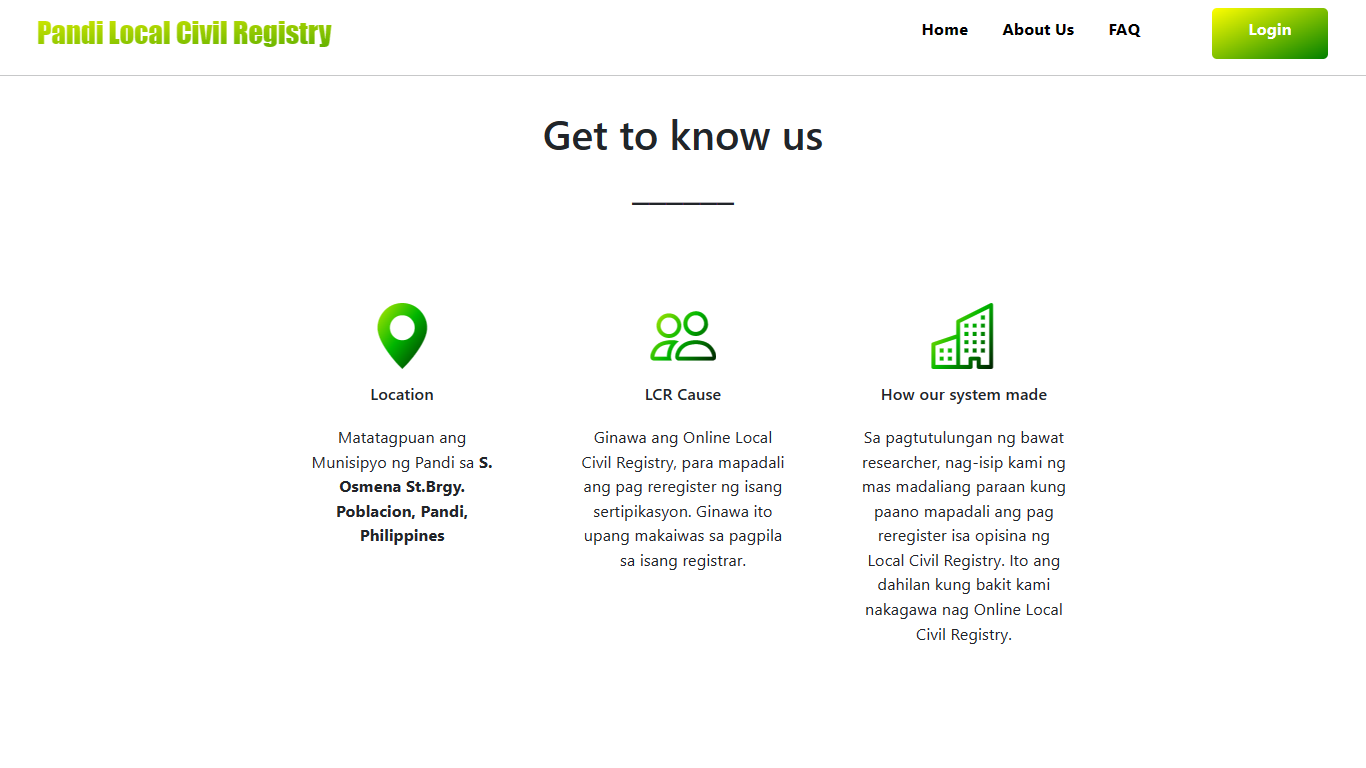 Pandi Local Civil Registry
Home
About Us
FAQ
Login
Get to know us
Location
Matatagpuan ang
Munisipyo ng Pandi sa S.
Osmena St.Brgy.
Poblacion, Pandi,
Philippines
LCR Cause
Ginawa ang Online Local
Civil Registry, para mapadali
ang pag reregister ng isang
sertipikasyon. Ginawa ito
upang makaiwas sa pagpila
sa isang registrar.
How our system made
Sa pagtutulungan ng bawat
researcher, nag-isip kami ng
mas madaliang paraan kung
paano mapadali ang pag
reregister isa opisina ng
Local Civil Registry. Ito ang
dahilan kung bakit kami
nakagawa nag Online Local
Civil Registry.